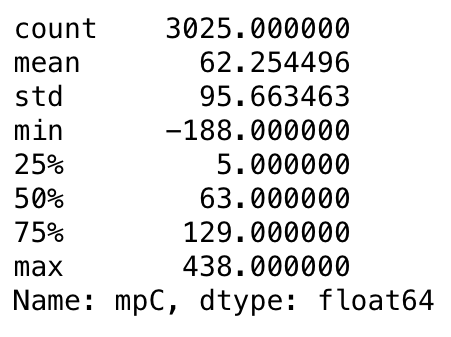 count    3025.000000
mean       62.254496
std        95.663463
min      −188.000000
25%         5.000000
50%        63.000000
75%       129.000000
max       438.000000
Name: mpC, dtype: float64